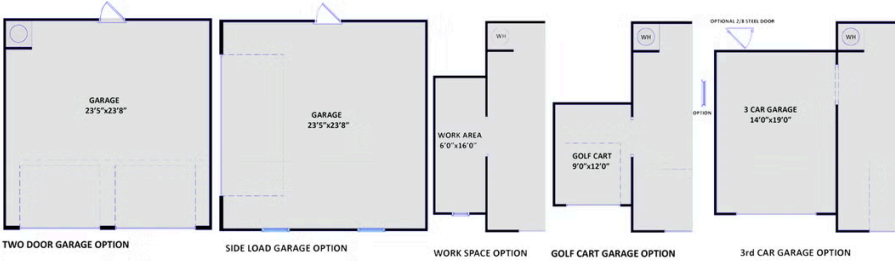 GARAGE
23'5"x23'8"
TWO DOOR GARAGE OPTION
GARAGE
23'5"x23'8"
SIDE LOAD GARAGE OPTION
WH
WORK AREA
6'0"x16'0"
WORK SPACE OPTION
WH
GOLF CART
9'0"x12'0"
GOLF CART GARAGE OPTION
OPTIONAL 2/8 STEEL DOOR
WH
OPTION
3 CAR GARAGE
14'0"x19'0"
3rd CAR GARAGE OPTION